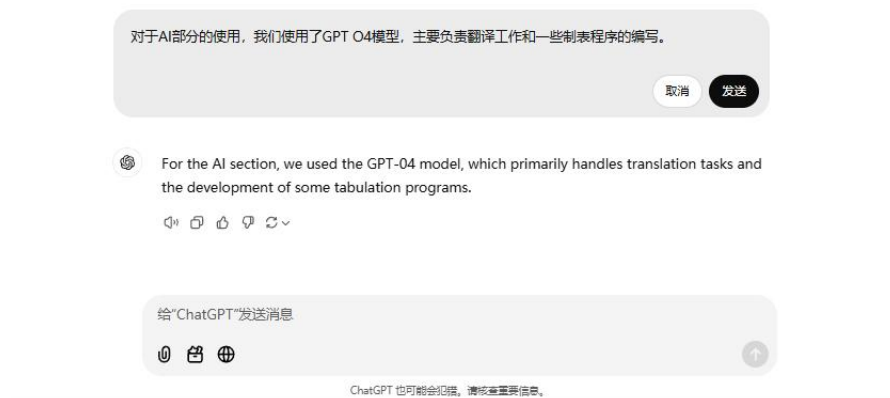 对于AI部分的使用，我们使用了GPT O4模型，主要负责翻译工作和一些制表程序的编写。
取消
发送
For the AI section, we used the GPT-04 model, which primarily handles translation tasks and
the development of some tabulation programs.
给"ChatGPT"发送消息
ChatGPT 也可能会犯错。请核查重要信息。